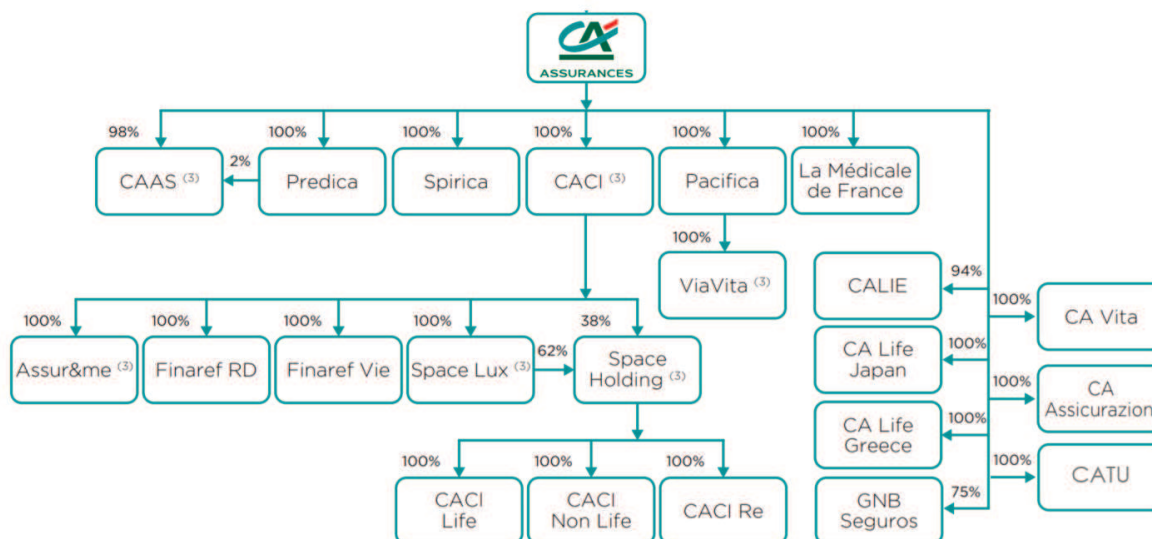 CA
ASSURANCES
98%
100%
100%
100%
100%
100%
CAAS (3)
2%
Predica
Spirica
CACI (3)
Pacifica
La Médicale
de France
100%
ViaVita (3)
CALIE
94%
100%
CA Vita
100%
100%
100%
100%
38%
Assur&me (3)
Finaref RD
Finaref Vie
Space Lux (3)
62%
Space
Holding (3)
CA Life
Japan
100%
100%
CA
Assicurazion
CA Life
Greece
100%
100%
CATU
100%
100%
100%
CACI
Life
CACI
Non Life
CACI Re
GNB
Seguros
75%